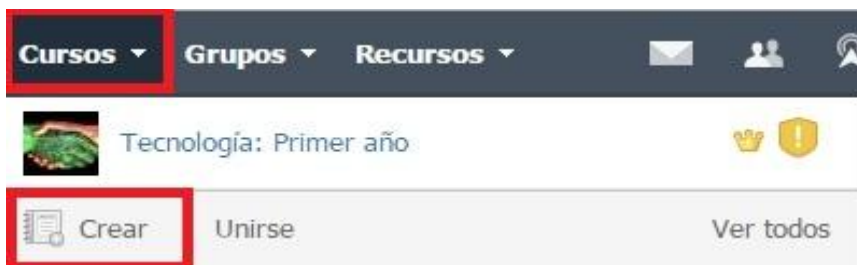 Cursos Grupos Recursos
Tecnología: Primer año
Crear Unirse Ver todos